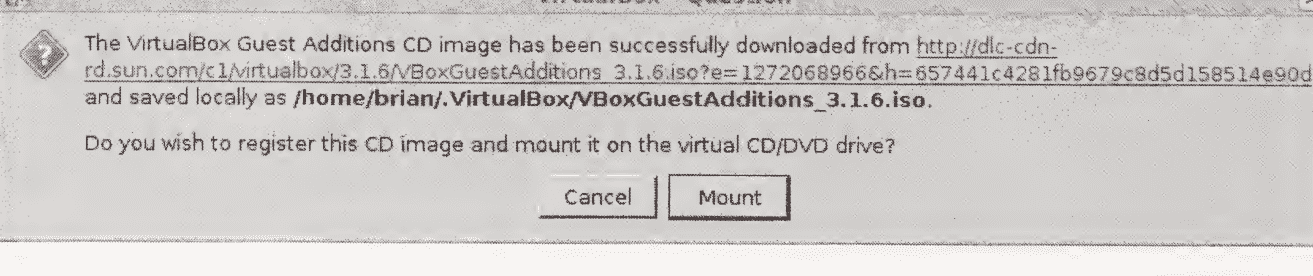 The VirtualBox Guest Additions CD image has been successfully downloaded from http://dlc-cdn-
rd.sun.com/c1/virtualbox/3.1.6/VBoxGuestAdditions_3.1.6.iso?e=1272068966&h=657441c4281fb9679c8d5d158514e90d
and saved locally as /home/brian/.VirtualBox/VBoxGuestAdditions_3.1.6.iso.
Do you wish to register this CD image and mount it on the virtual CD/DVD drive?
Cancel Mount